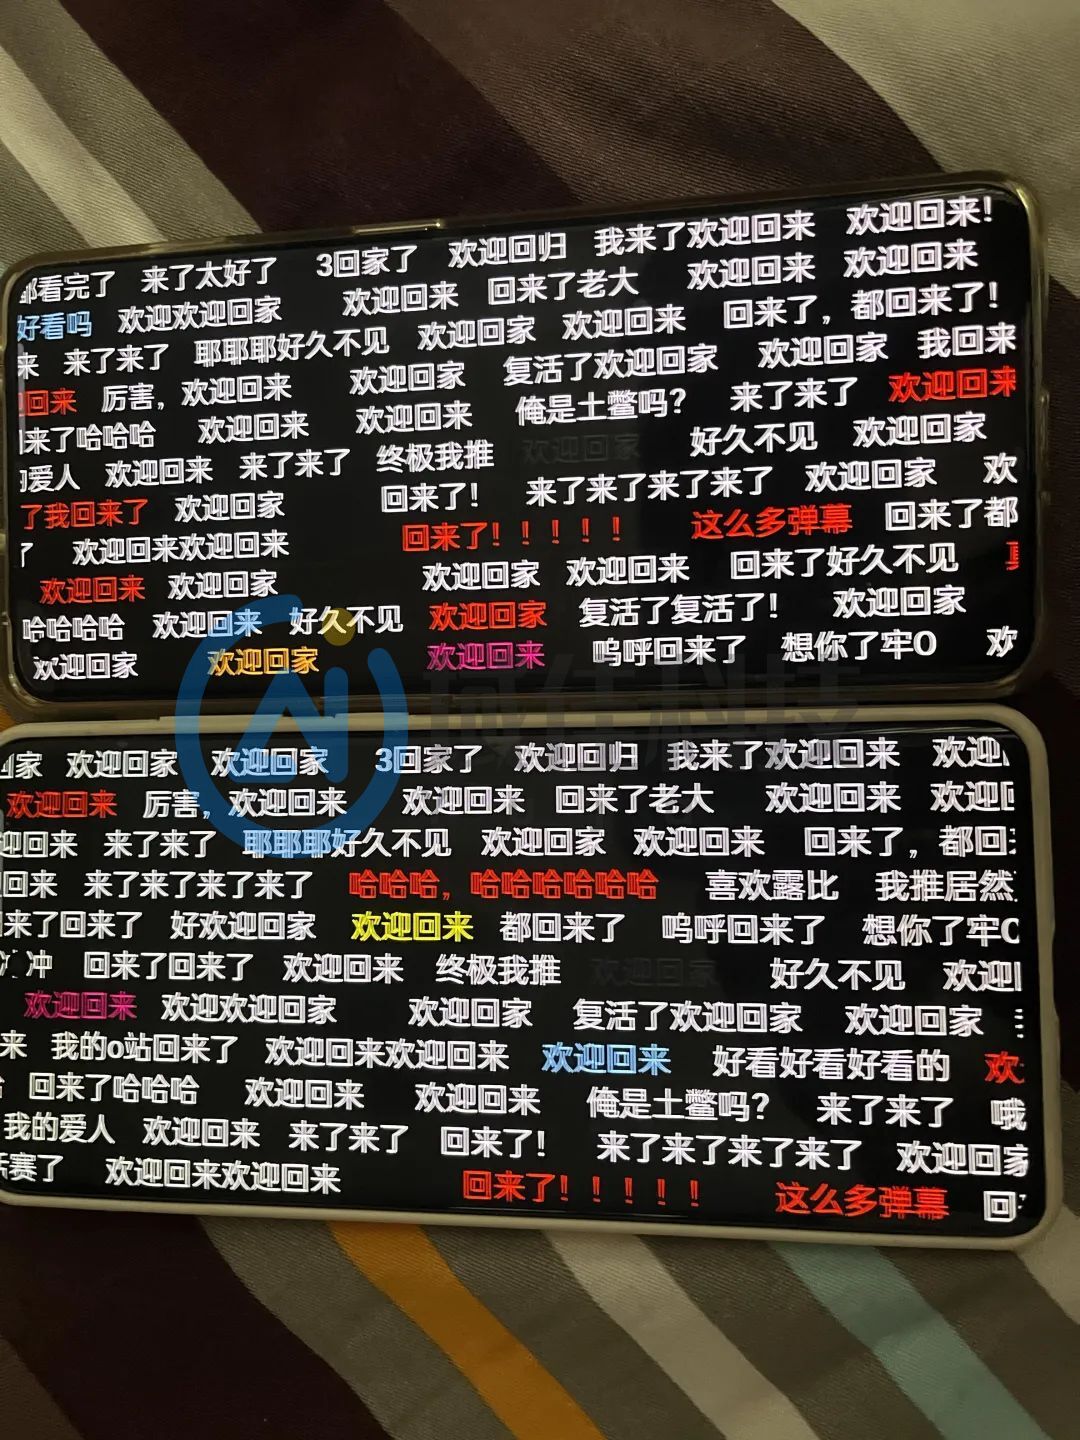 都看完了 来了太好了 3回家了 欢迎回归 我来了欢迎回来 欢迎回来！
好看吗 欢迎欢迎回家 欢迎回来 回来了老大 欢迎回来 欢迎回来
来 来了来了 耶耶耶好久不见 欢迎回家 欢迎回来 回来了，都回来了！
回来 厉害，欢迎回来 欢迎回家 复活了欢迎回家 欢迎回家 我回来
来了哈哈哈 欢迎回来 欢迎回来 俺是土鳖吗？ 来了来了 欢迎回来
爱人 欢迎回来 来了来了 终极我推 欢迎回家 好久不见 欢迎回家
了我回来了 欢迎回家 回来了！ 来了来了来了来了 欢迎回家 欢
了 欢迎回来欢迎回来 回来了！！！！！ 这么多弹幕 回来了都
欢迎回来 欢迎回家 欢迎回家 欢迎回来 回来了好久不见
哈哈哈哈 欢迎回来 好久不见 欢迎回家 复活了复活了！ 欢迎回家
欢迎回家 欢迎回家 欢迎回来 呜呼回来了 想你了牢O 欢
珂佳科技
回家 欢迎回家 欢迎回家 3回家了 欢迎回归 我来了欢迎回来 欢迎
欢迎回来 厉害，欢迎回来 欢迎回来 回来了老大 欢迎回来 欢迎
迎回来 来了来了 耶耶耶好久不见 欢迎回家 欢迎回来 回来了，都回
回来 来了来了来了来了 哈哈哈，哈哈哈哈哈哈 喜欢露比 我推居然
来了回来了 好欢迎回家 欢迎回来 都回来了 呜呼回来了 想你了牢O
冲 回来了回来了 欢迎回来 终极我推 欢迎回家 好久不见 欢迎
欢迎回来 欢迎欢迎回家 欢迎回家 复活了欢迎回家 欢迎回家
来 我的o站回来了 欢迎回来欢迎回来 欢迎回来 好看好看好看的 欢
回来了哈哈哈 欢迎回来 欢迎回来 俺是土鳖吗？ 来了来了 哦
我的爱人 欢迎回来 来了来了 回来了！ 来了来了来了来了 欢迎回家
赛了 欢迎回来欢迎回来 回来了！！！！！ 这么多弹幕 回